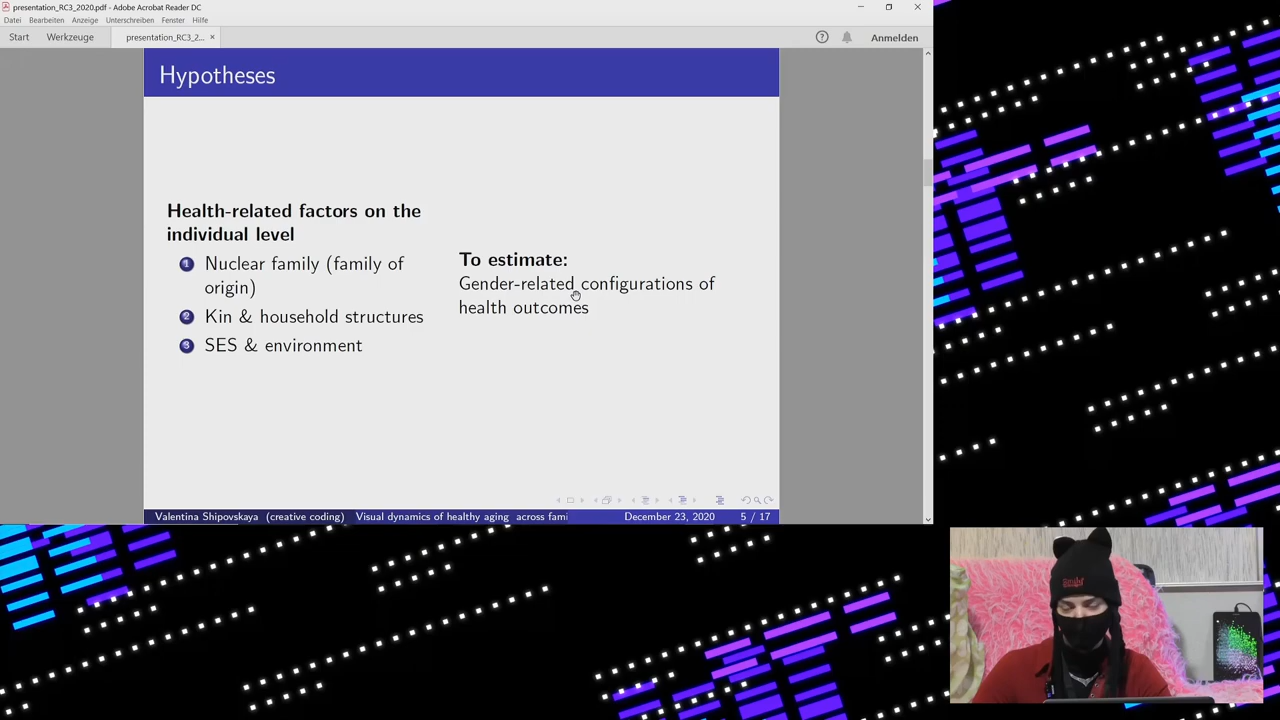 presentation_RC3_2020.pdf - Adobe Acrobat Reader DC
Datei Bearbeiten Anzeige Unterschreiben Fenster Hilfe
Start Werkzeuge presentation_RC3_2... × Anmelden
Hypotheses
Health-related factors on the
individual level
1 Nuclear family (family of
origin)
2 Kin & household structures
3 SES & environment
To estimate:
Gender-related configurations of
health outcomes
Valentina Shipovskaya (creative coding) Visual dynamics of healthy aging across fami December 23, 2020 5 / 17